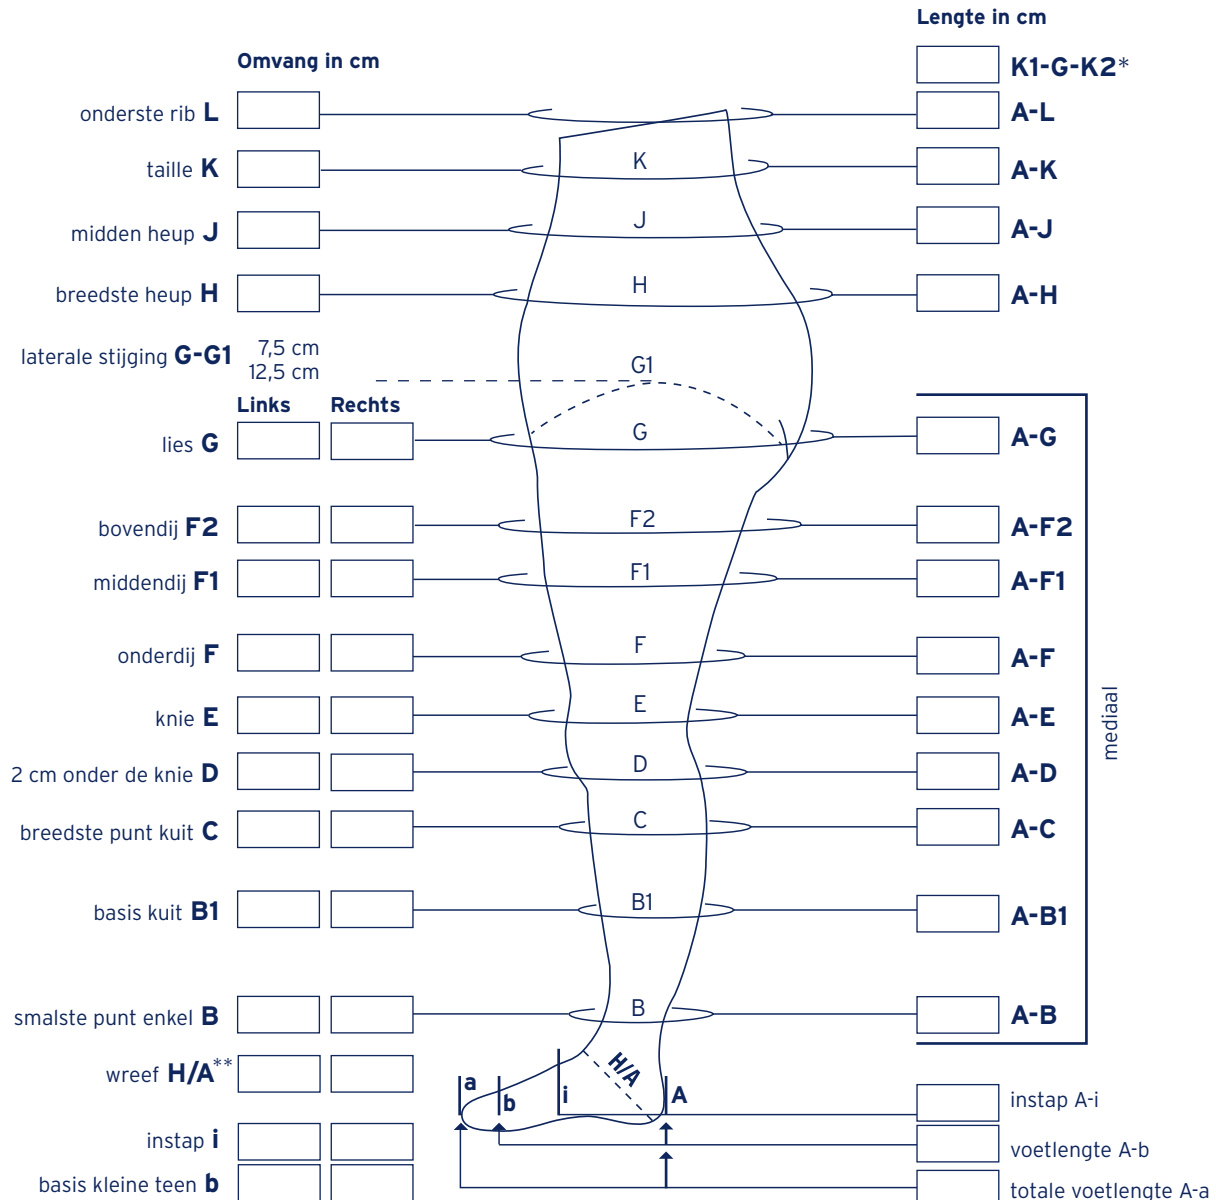 Lengte in cm
Omvang in cm
K1-G-K2*
onderste rib L
A-L
taille K
K
A-K
midden heup J
J
A-J
breedste heup H
H
A-H
laterale stijging G-G1
7,5 cm
12,5 cm
G1
Links Rechts
lies G
G
A-G
bovendij F2
F2
A-F2
middendij F1
F1
A-F1
onderdij F
F
A-F
knie E
E
A-E
mediaal
2 cm onder de knie D
D
A-D
breedste punt kuit C
C
A-C
basis kuit B1
B1
A-B1
smalste punt enkel B
B
A-B
wreef H/A**
H/A
a
b
i
A
instap A-i
instap i
voetlengte A-b
basis kleine teen b
totale voetlengte A-a